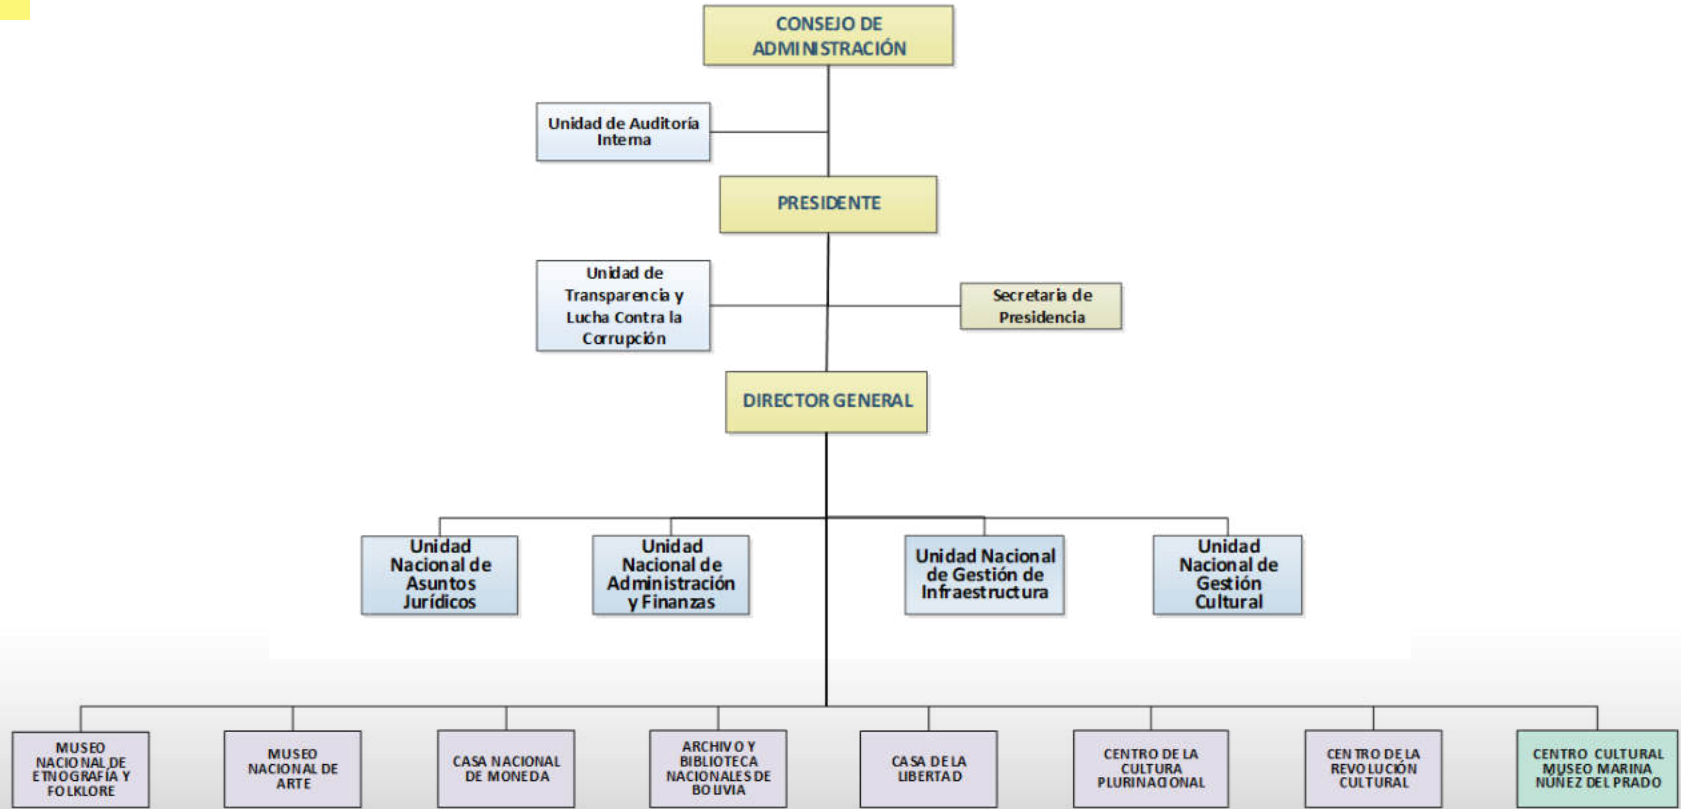 CONSEJO DE
ADMINISTRACIÓN
Unidad de Auditoría
Interna
PRESIDENTE
Unidad de
Transparencia y
Lucha Contra la
Corrupción
Secretaria de
Presidencia
DIRECTOR GENERAL
Unidad
Nacional de
Asuntos
Jurídicos
Unidad
Nacional de
Administración
y Finanzas
Unidad Nacional
de Gestión de
Infraestructura
Unidad
Nacional de
Gestión
Cultural
MUSEO
NACIONAL DE
ETNOGRAFÍA Y
FOLKLORE
MUSEO
NACIONAL DE
ARTE
CASA NACIONAL
DE MONEDA
ARCHIVO Y
BIBLIOTECA
NACIONALES DE
BOLIVIA
CASA DE LA
LIBERTAD
CENTRO DE LA
CULTURA
PLURINACIONAL
CENTRO DE LA
REVOLUCIÓN
CULTURAL
CENTRO CULTURAL
MUSEO MARINA
NÚÑEZ DEL PRADO